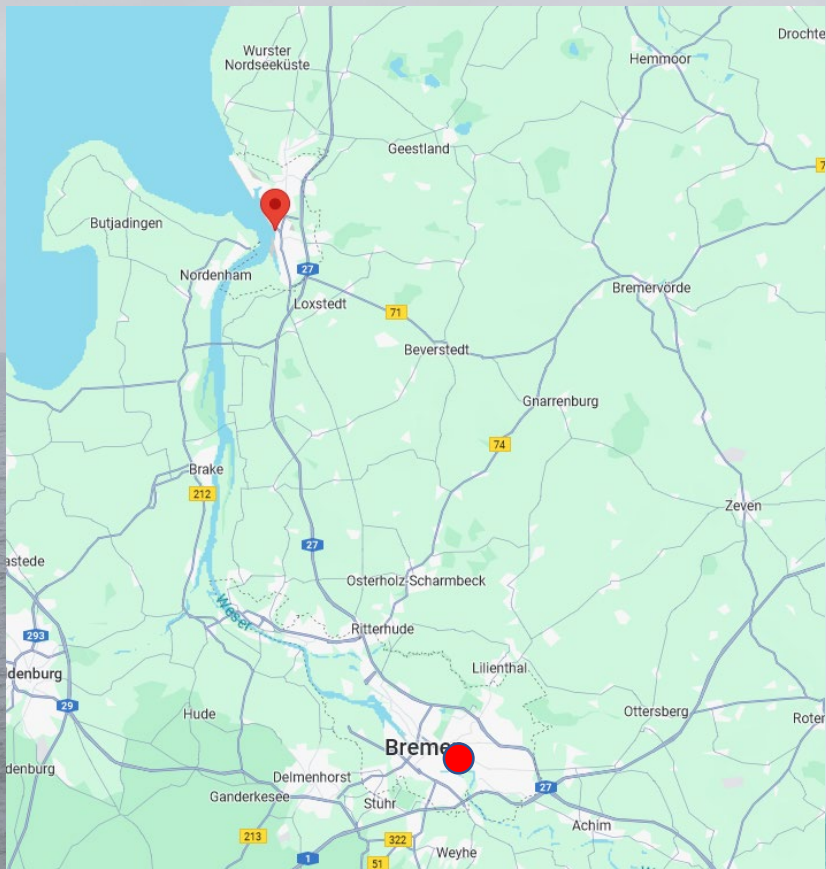 Drochte
Wurster
Nordseeküste
Hemmoor
Geestland
7
Butjadingen
Nordenham
27
Bremervörde
Loxstedt
71
Beverstedt
Gnarrenburg
74
Brake
212
Zeven
27
astede
Osterholz-Scharmbeck
Weser
Ritterhude
293
Lilienthal
denburg
29
Hude
Ottersberg
Roter
Breme
denburg
Delmenhorst
27
Ganderkesee
Stuhr
Achim
213
322
Weyhe
1
51